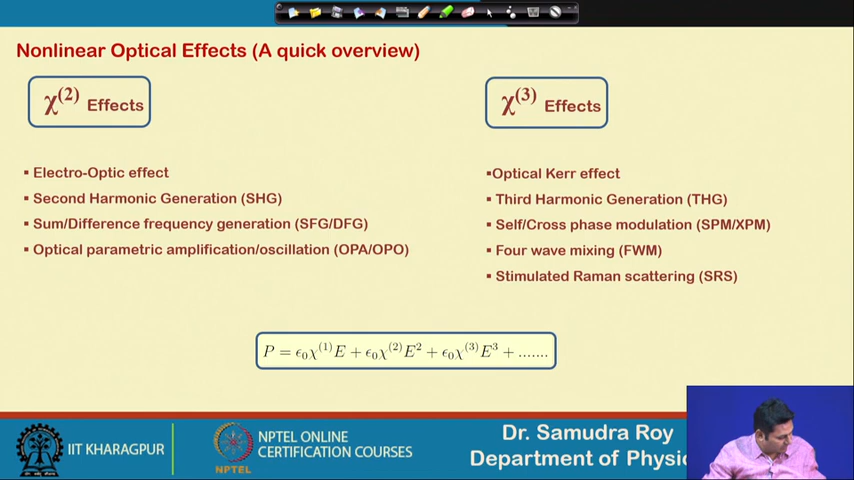 Nonlinear Optical Effects (A quick overview)
χ(2) Effects
▪ Electro-Optic effect
▪ Second Harmonic Generation (SHG)
▪ Sum/Difference frequency generation (SFG/DFG)
▪ Optical parametric amplification/oscillation (OPA/OPO)
χ(3) Effects
▪Optical Kerr effect
▪ Third Harmonic Generation (THG)
▪ Self/Cross phase modulation (SPM/XPM)
▪ Four wave mixing (FWM)
▪ Stimulated Raman scattering (SRS)
P = ϵ₀χ⁽¹⁾E + ϵ₀χ⁽²⁾E² + ϵ₀χ⁽³⁾E³ + .......
IIT KHARAGPUR
NPTEL
NPTEL ONLINE
CERTIFICATION COURSES
Dr. Samudra Roy
Department of Physi